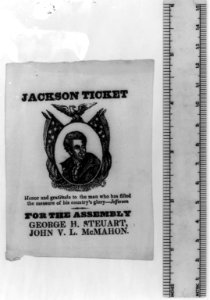 JACKSON TICKET
Honor and gratitude to the man who has filled
the measure of his country's glory—Jefferson
FOR THE ASSEMBLY
GEORGE H. STEUART,
JOHN V. L. McMAHON.